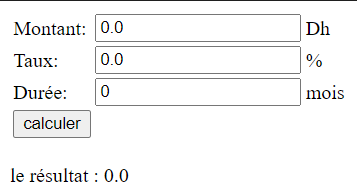 Montant: 0.0 Dh
Taux: 0.0 %
Durée: 0 mois
calculer
le résultat : 0.0